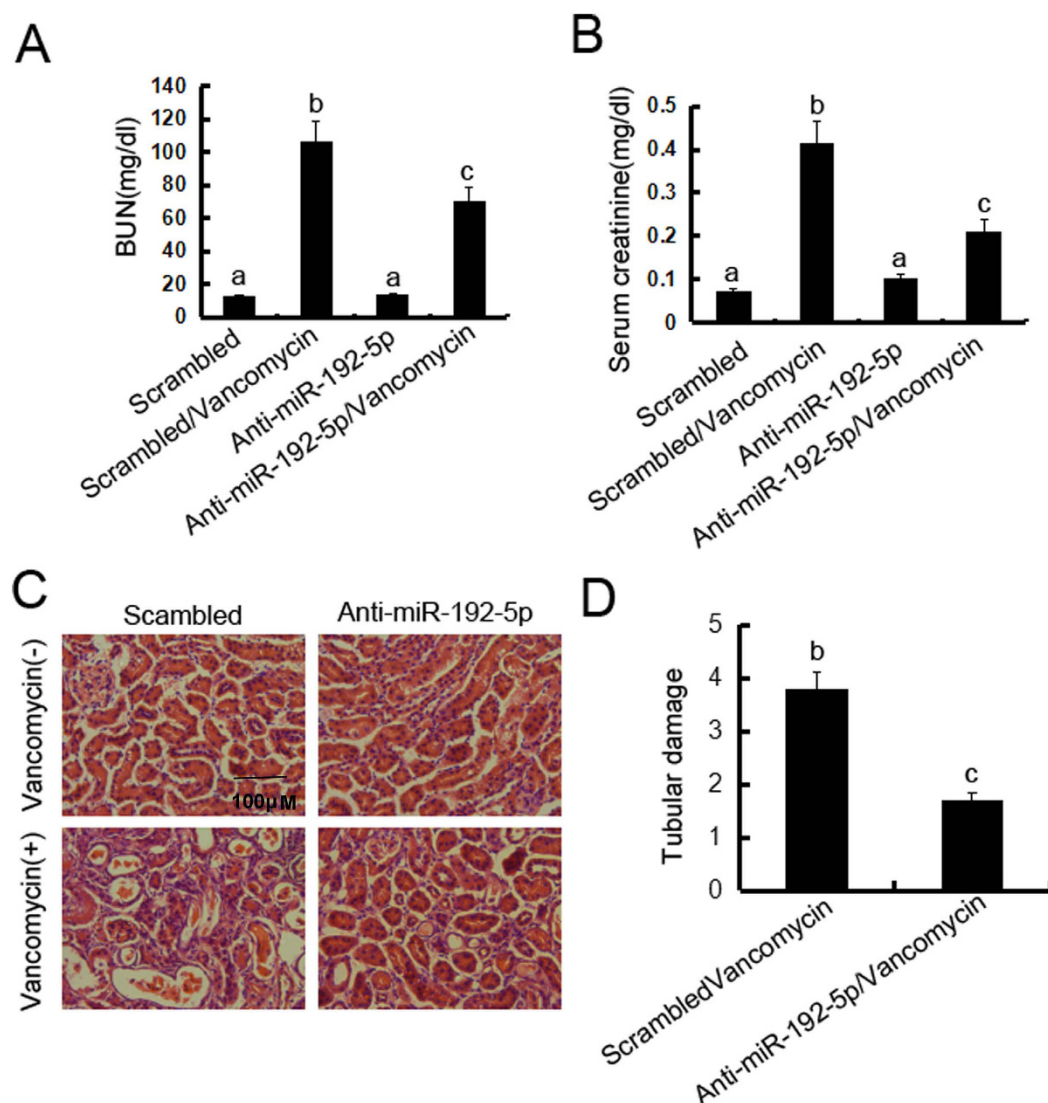 A
BUN(mg/dl)
140
120
100
80
60
40
20
0
a
b
a
c
Scrambled
Scrambled/Vancomycin
Anti-miR-192-5p
Anti-miR-192-5p/Vancomycin
B
Serum creatinine(mg/dl)
0.5
0.4
0.3
0.2
0.1
0
a
b
a
c
Scrambled
Scrambled/Vancomycin
Anti-miR-192-5p
Anti-miR-192-5p/Vancomycin
C
Scambled
Anti-miR-192-5p
Vancomycin(-)
100μM
Vancomycin(+)
D
Tubular damage
5
4
3
2
1
0
b
c
ScrambledVancomycin
Anti-miR-192-5p/Vancomycin